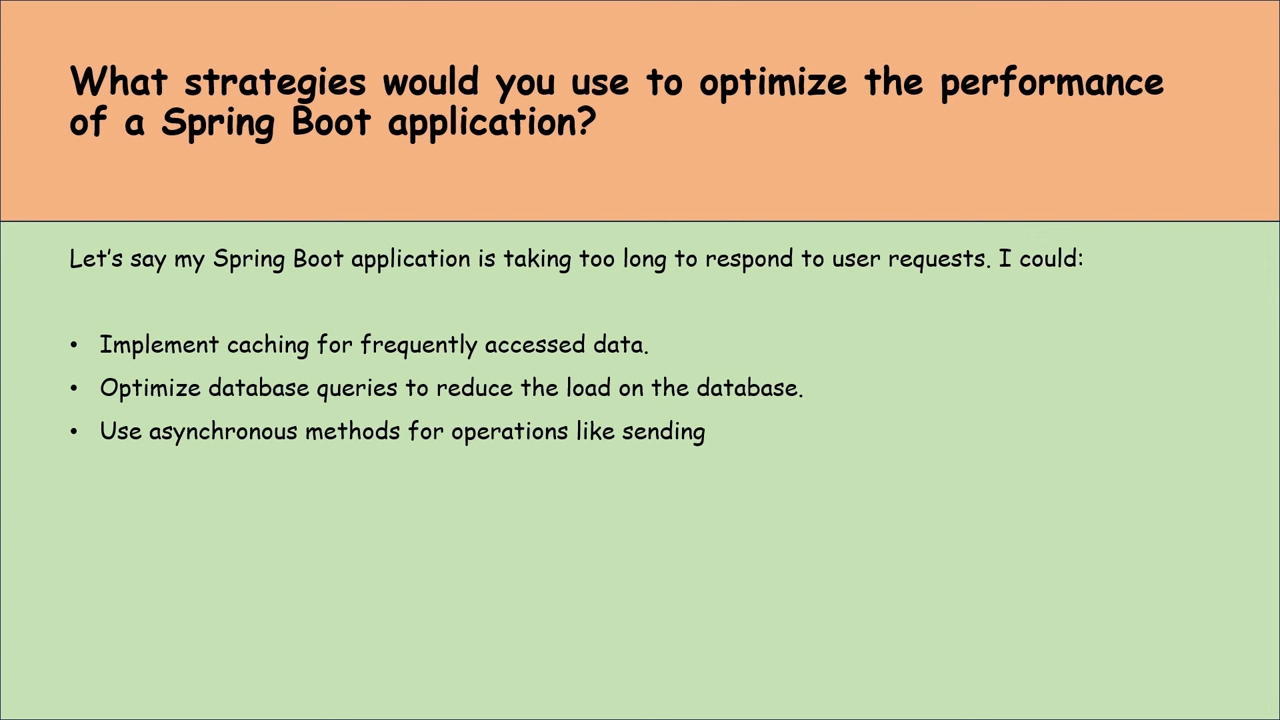 What strategies would you use to optimize the performance
of a Spring Boot application?
Let's say my Spring Boot application is taking too long to respond to user requests. I could:
• Implement caching for frequently accessed data.
• Optimize database queries to reduce the load on the database.
• Use asynchronous methods for operations like sending